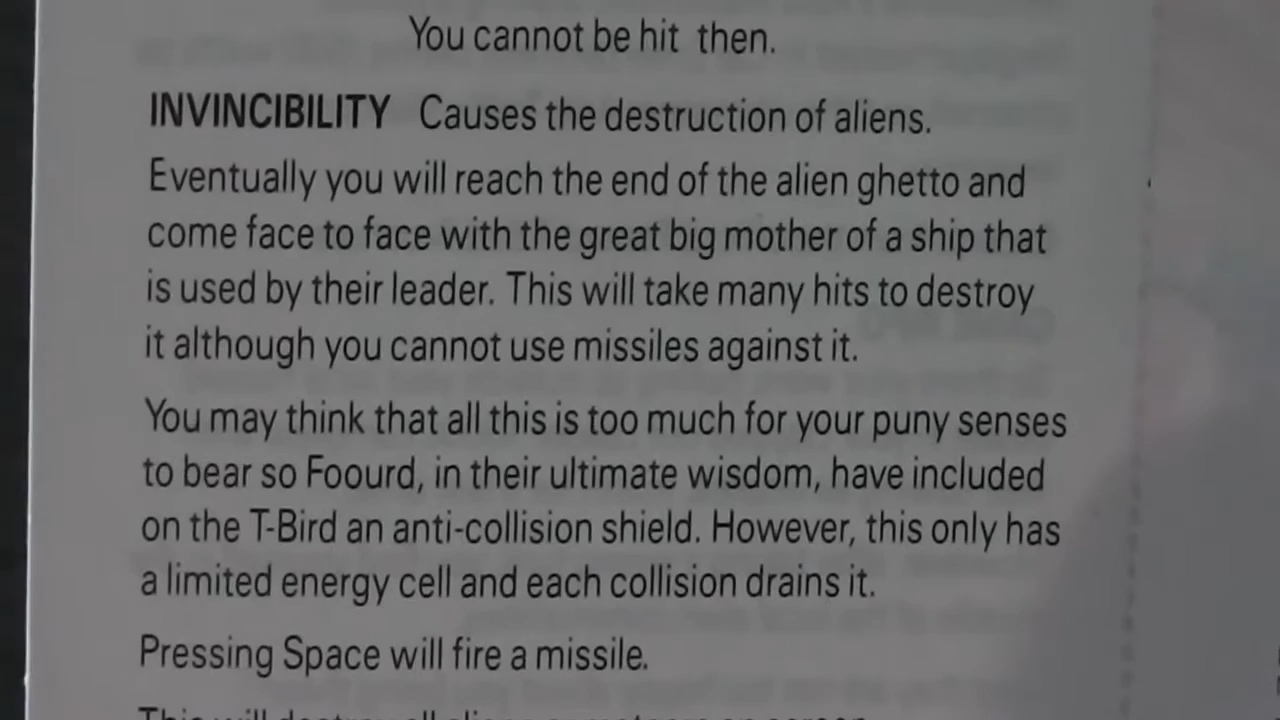 You cannot be hit then.
INVINCIBILITY Causes the destruction of aliens.
Eventually you will reach the end of the alien ghetto and
come face to face with the great big mother of a ship that
is used by their leader. This will take many hits to destroy
it although you cannot use missiles against it.
You may think that all this is too much for your puny senses
to bear so Foourd, in their ultimate wisdom, have included
on the T-Bird an anti-collision shield. However, this only has
a limited energy cell and each collision drains it.
Pressing Space will fire a missile.
This will destroy all aliens